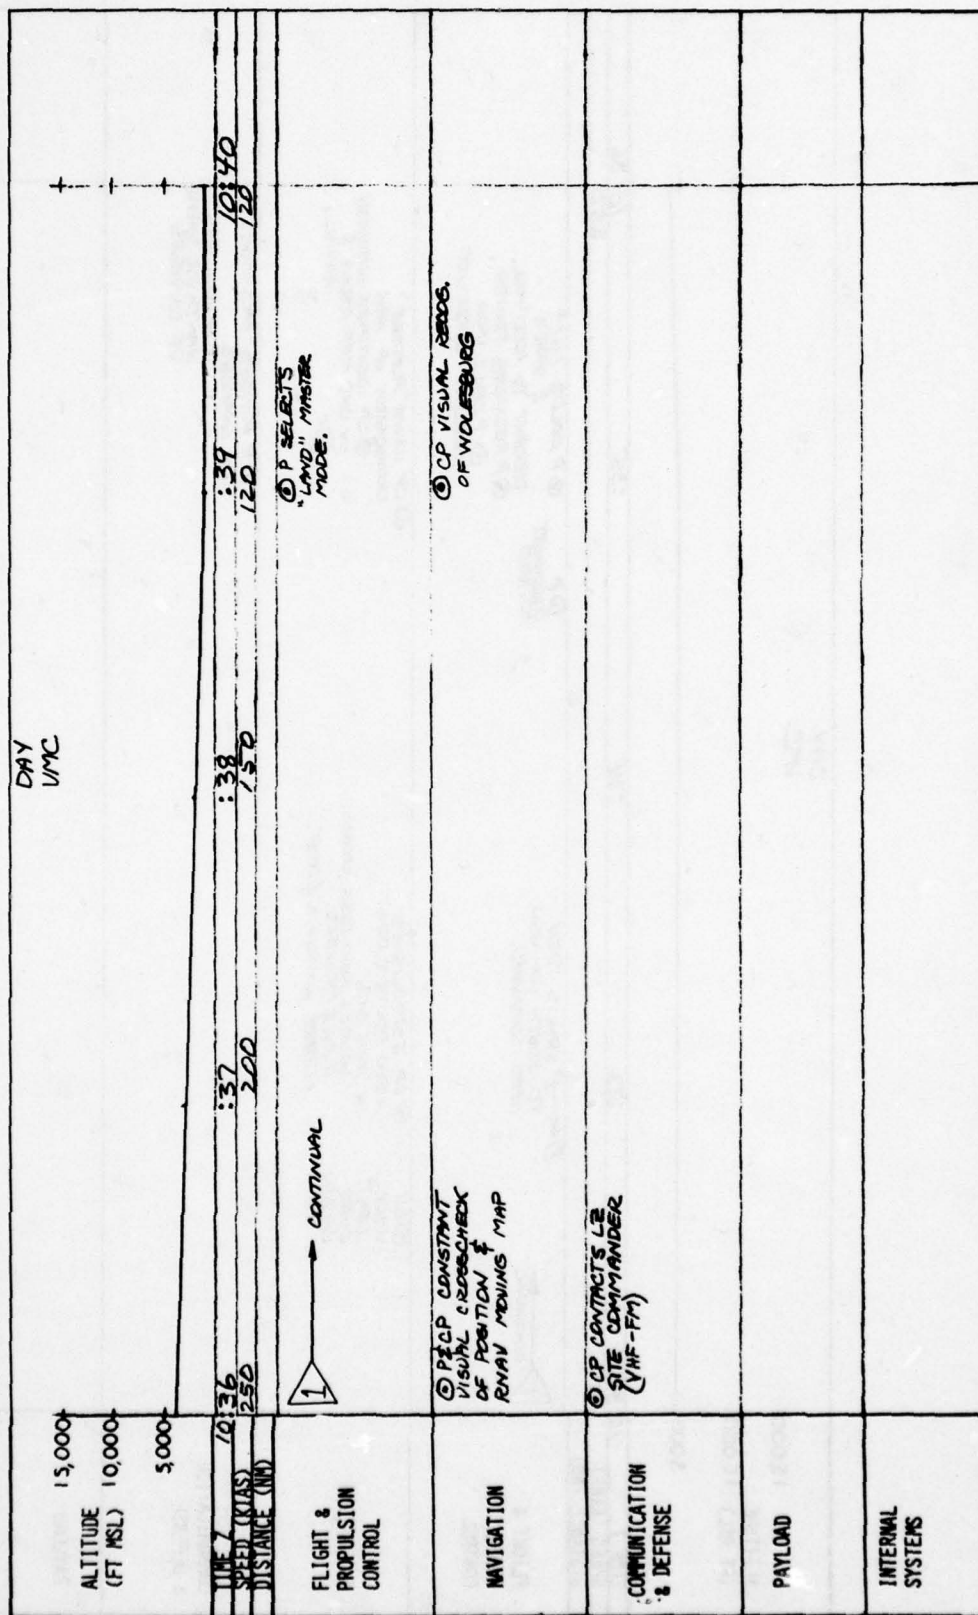 DAY
VMC
ALTITUDE
(FT MSL)
15,000
10,000
5,000
TIME Z 10:36 :37 :38 :39 10:40
SPEED (KIAS) 250 200 150 120 120
DISTANCE (NM)
FLIGHT &
PROPULSION
CONTROL
1 CONTINUAL
P SELECTS
"LAND" MASTER
MODE.
NAVIGATION
P&CP CONSTANT
VISUAL CROSSCHECK
OF POSITION &
RNAV MOVING MAP
CP VISUAL RECOG.
OF WOLESBURG
COMMUNICATION
& DEFENSE
CP CONTACTS LZ
SITE COMMANDER
(VHF-FM)
PAYLOAD
INTERNAL
SYSTEMS